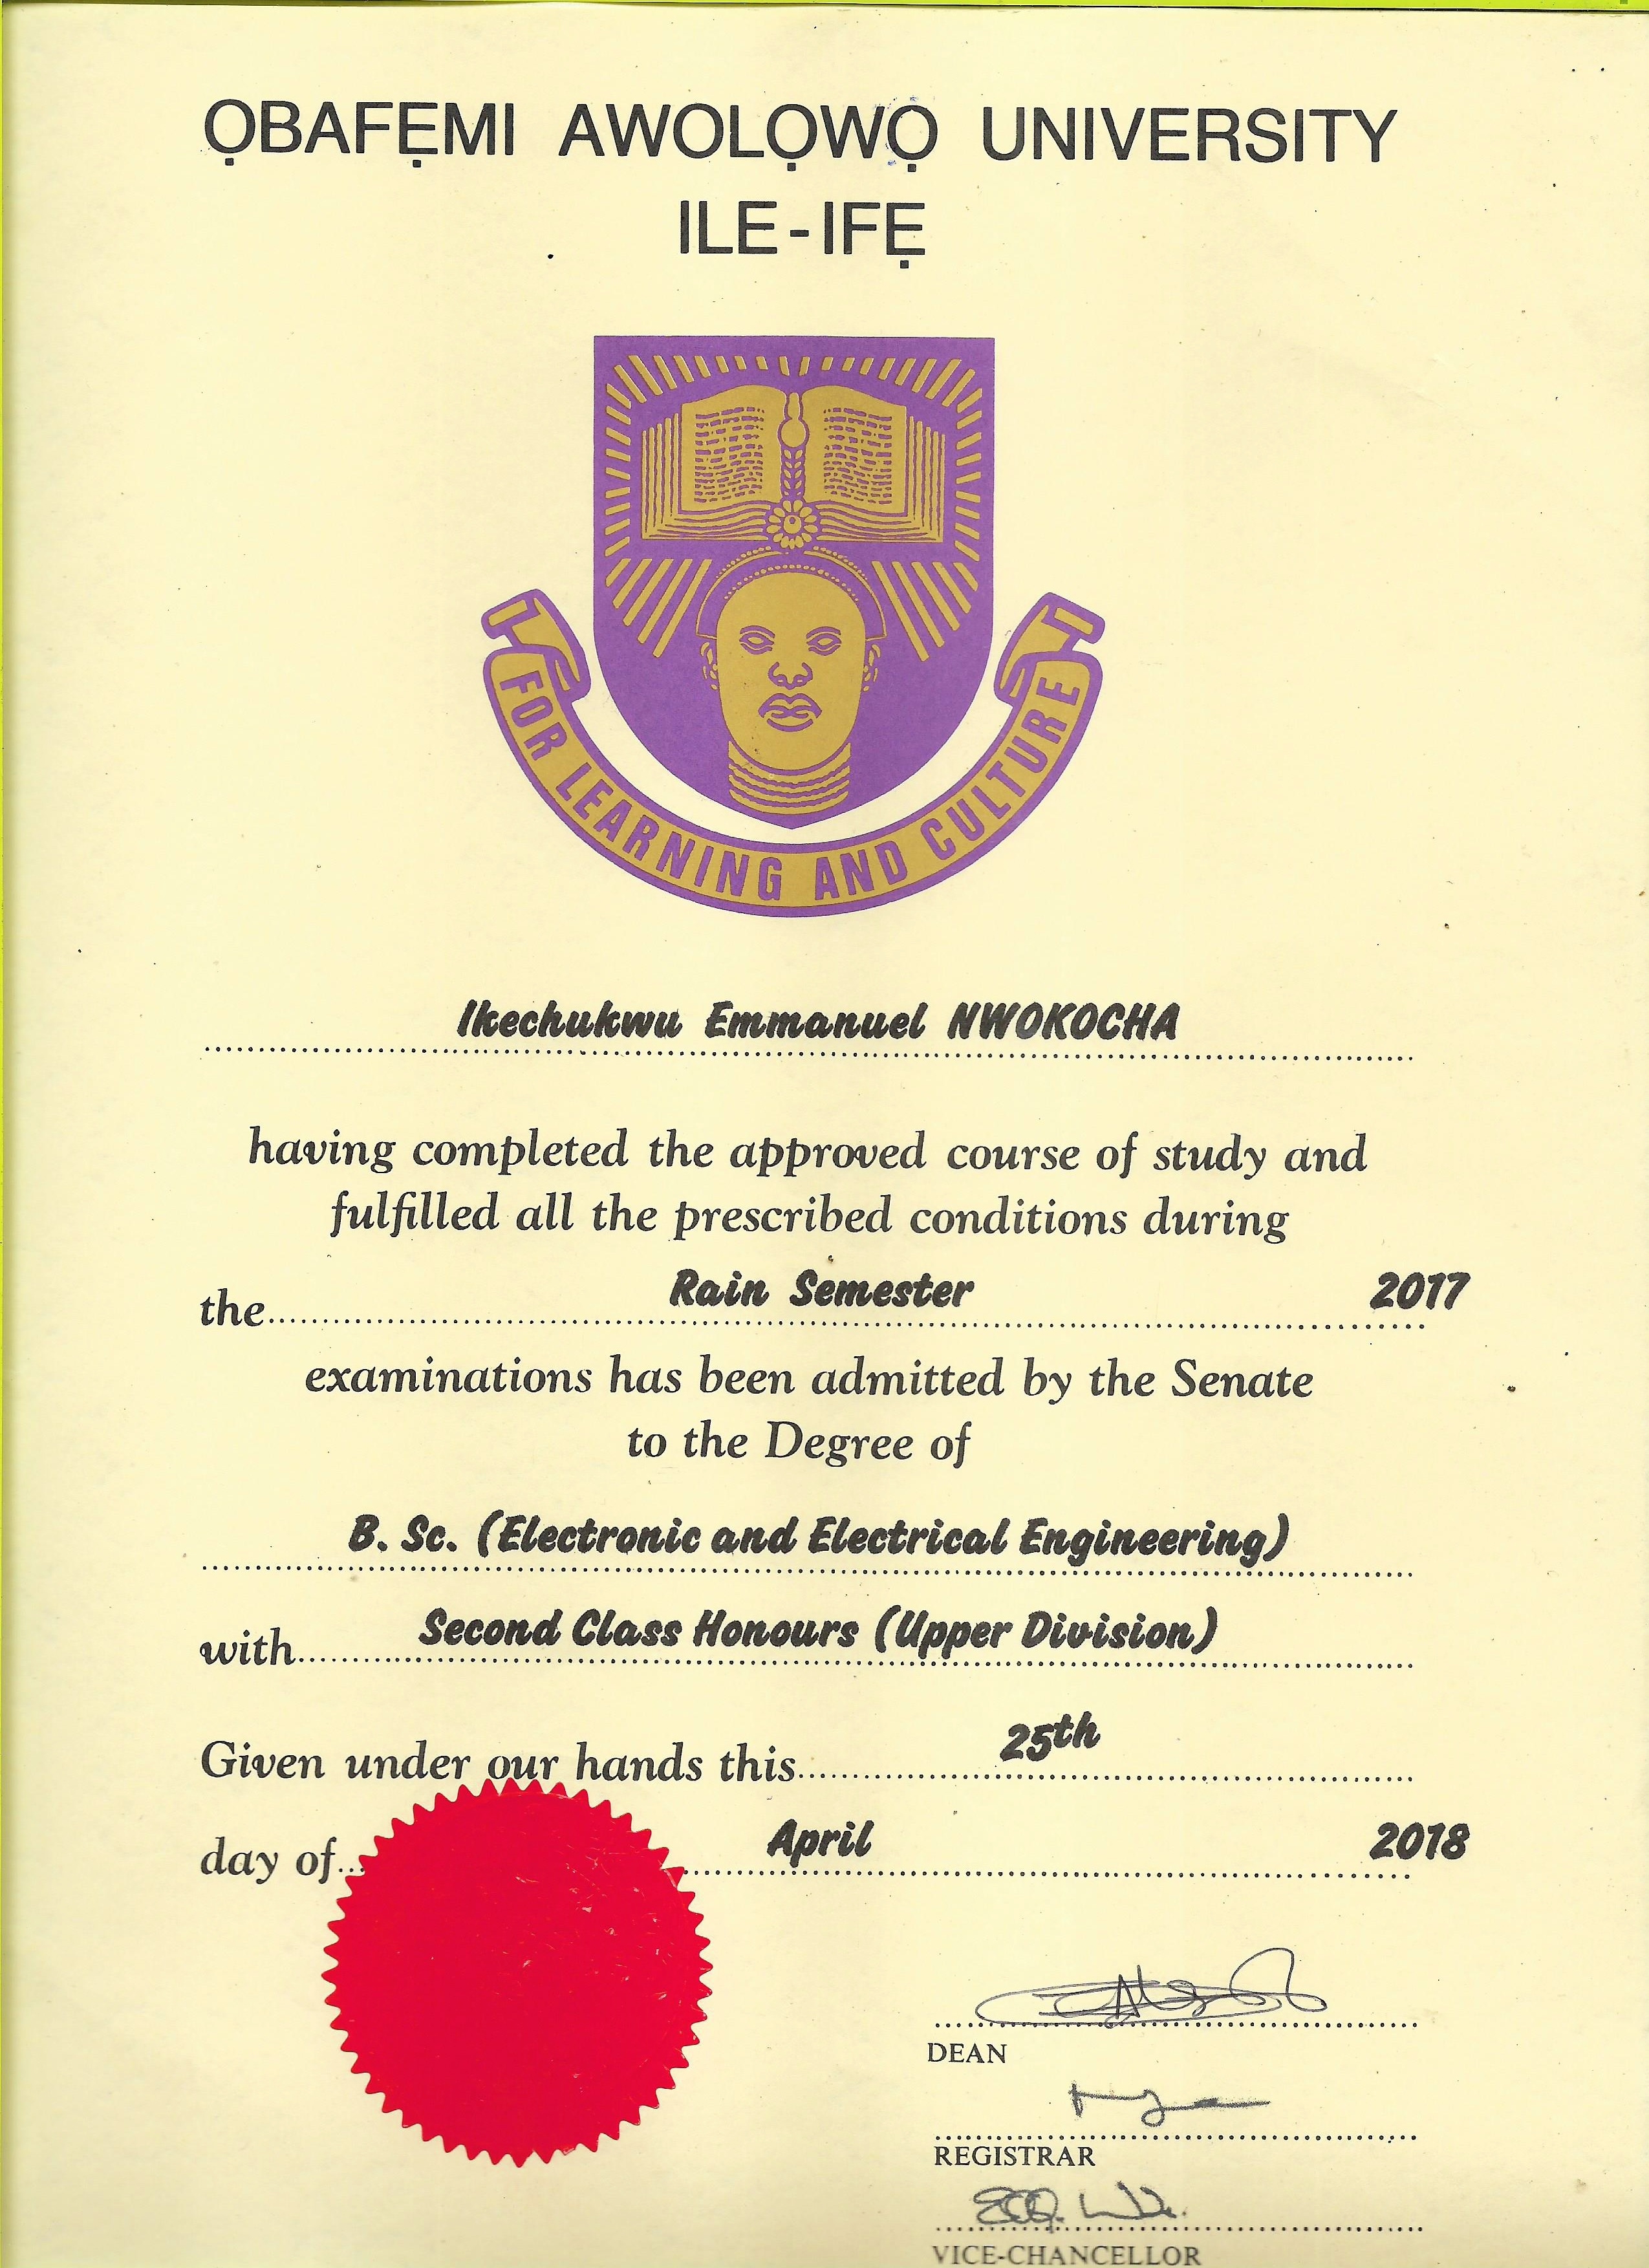 ỌBAFẸMI AWOLỌWỌ UNIVERSITY
ILE-IFẸ
FOR LEARNING AND CULTURE
Ikechukwu Emmanuel NWOKOCHA
having completed the approved course of study and
fulfilled all the prescribed conditions during
the Rain Semester 2017
examinations has been admitted by the Senate
to the Degree of
B. Sc. (Electronic and Electrical Engineering)
with Second Class Honours (Upper Division)
Given under our hands this 25th
day of April 2018
DEAN
REGISTRAR
VICE-CHANCELLOR